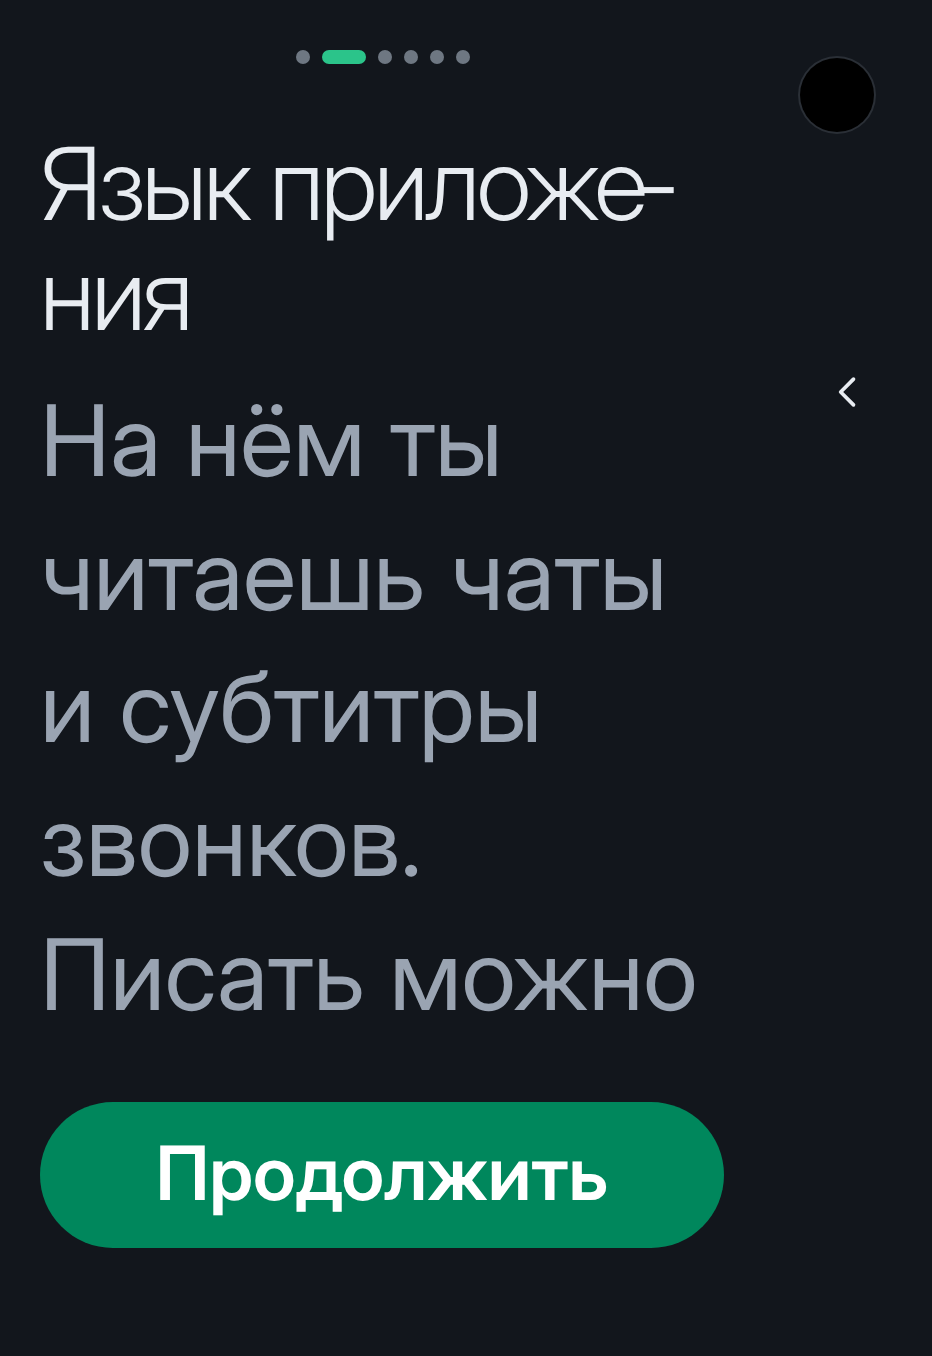 Язык приложе-
ния
На нём ты
читаешь чаты
и субтитры
звонков.
Писать можно
Продолжить